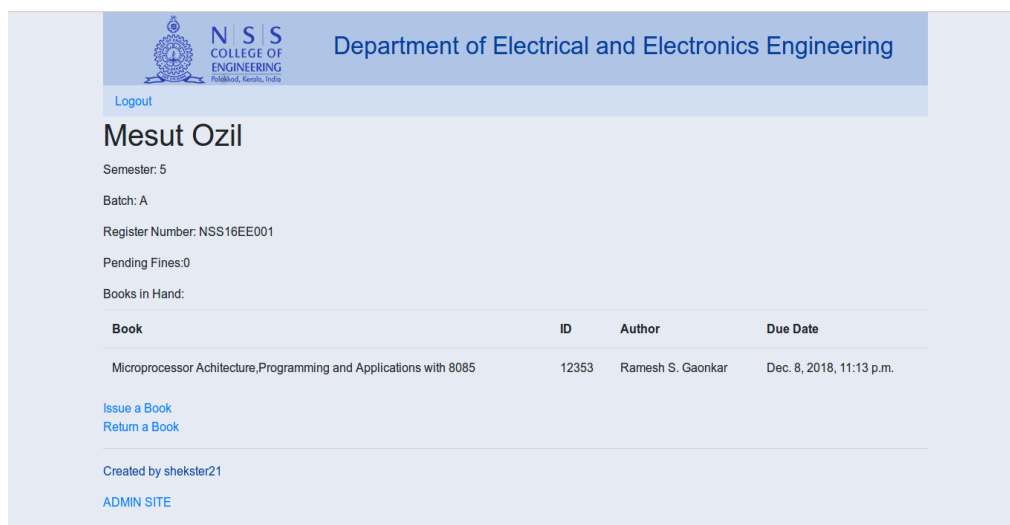 N | S | S
COLLEGE OF
ENGINEERING
Palakkad, Kerala, India
Department of Electrical and Electronics Engineering
Logout
Mesut Ozil
Semester: 5
Batch: A
Register Number: NSS16EE001
Pending Fines:0
Books in Hand:
Book ID Author Due Date
Microprocessor Achitecture,Programming and Applications with 8085 12353 Ramesh S. Gaonkar Dec. 8, 2018, 11:13 p.m.
Issue a Book
Return a Book
Created by shekster21
ADMIN SITE